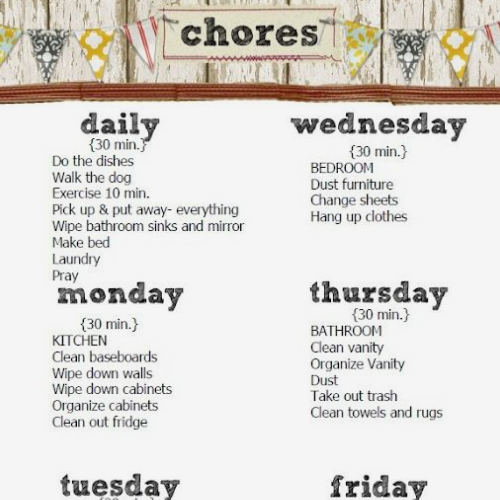 chores
daily
{30 min.}
Do the dishes
Walk the dog
Exercise 10 min.
Pick up & put away- everything
Wipe bathroom sinks and mirror
Make bed
Laundry
Pray
monday
{30 min.}
KITCHEN
Clean baseboards
Wipe down walls
Wipe down cabinets
Organize cabinets
Clean out fridge
tuesday
wednesday
{30 min.}
BEDROOM
Dust furniture
Change sheets
Hang up clothes
thursday
{30 min.}
BATHROOM
Clean vanity
Organize Vanity
Dust
Take out trash
Clean towels and rugs
friday